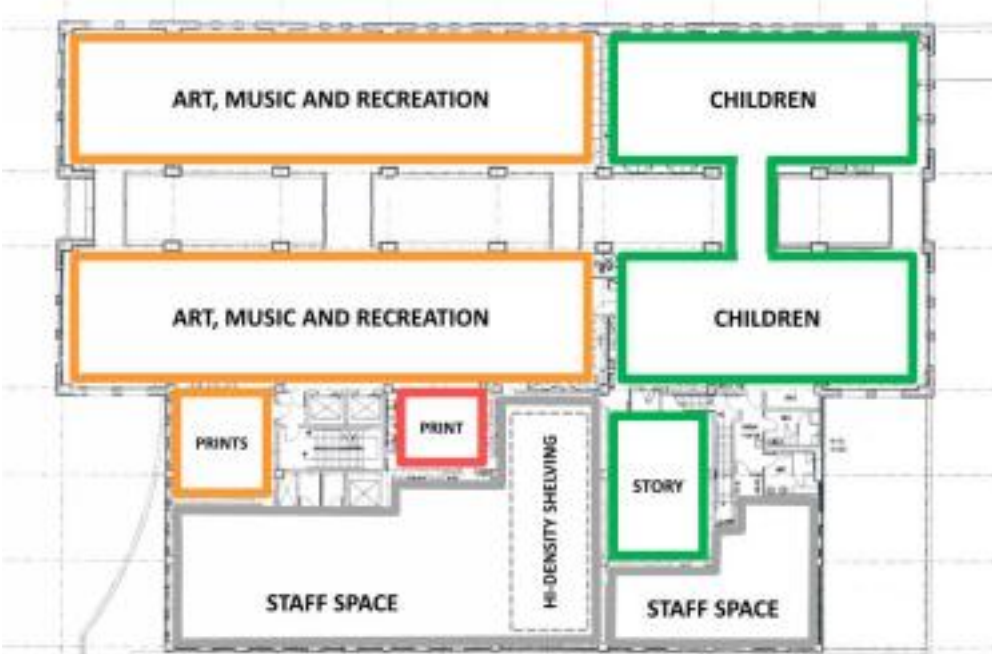 ART, MUSIC AND RECREATION
CHILDREN
ART, MUSIC AND RECREATION
CHILDREN
PRINTS
PRINT
STORY
HI-DENSITY SHELVING
STAFF SPACE
STAFF SPACE